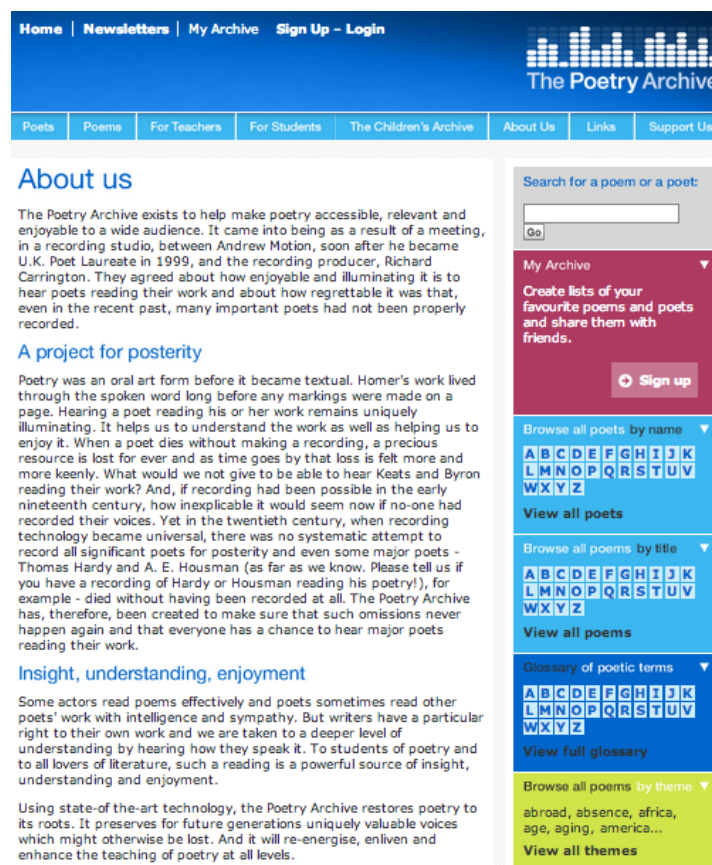 Home | Newsletters | My Archive Sign Up – Login
The Poetry Archive
Poets Poems For Teachers For Students The Children's Archive About Us Links Support Us
About us
The Poetry Archive exists to help make poetry accessible, relevant and
enjoyable to a wide audience. It came into being as a result of a meeting,
in a recording studio, between Andrew Motion, soon after he became
U.K. Poet Laureate in 1999, and the recording producer, Richard
Carrington. They agreed about how enjoyable and illuminating it is to
hear poets reading their work and about how regrettable it was that,
even in the recent past, many important poets had not been properly
recorded.
A project for posterity
Poetry was an oral art form before it became textual. Homer's work lived
through the spoken word long before any markings were made on a
page. Hearing a poet reading his or her work remains uniquely
illuminating. It helps us to understand the work as well as helping us to
enjoy it. When a poet dies without making a recording, a precious
resource is lost for ever and as time goes by that loss is felt more and
more keenly. What would we not give to be able to hear Keats and Byron
reading their work? And, if recording had been possible in the early
nineteenth century, how inexplicable it would seem now if no-one had
recorded their voices. Yet in the twentieth century, when recording
technology became universal, there was no systematic attempt to
record all significant poets for posterity and even some major poets -
Thomas Hardy and A. E. Housman (as far as we know. Please tell us if
you have a recording of Hardy or Housman reading his poetry!), for
example - died without having been recorded at all. The Poetry Archive
has, therefore, been created to make sure that such omissions never
happen again and that everyone has a chance to hear major poets
reading their work.
Insight, understanding, enjoyment
Some actors read poems effectively and poets sometimes read other
poets' work with intelligence and sympathy. But writers have a particular
right to their own work and we are taken to a deeper level of
understanding by hearing how they speak it. To students of poetry and
to all lovers of literature, such a reading is a powerful source of insight,
understanding and enjoyment.
Using state-of the-art technology, the Poetry Archive restores poetry to
its roots. It preserves for future generations uniquely valuable voices
which might otherwise be lost. And it will re-energise, enliven and
enhance the teaching of poetry at all levels.
Search for a poem or a poet:
Go
My Archive
Create lists of your
favourite poems and poets
and share them with
friends.
Sign up
Browse all poets by name
A B C D E F G H I J K
L M N O P Q R S T U V
W X Y Z
View all poets
Browse all poems by title
A B C D E F G H I J K
L M N O P Q R S T U V
W X Y Z
View all poems
Glossary of poetic terms
A B C D E F G H I J K
L M N O P Q R S T U V
W X Y Z
View full glossary
Browse all poems by theme
abroad, absence, africa,
age, aging, america...
View all themes